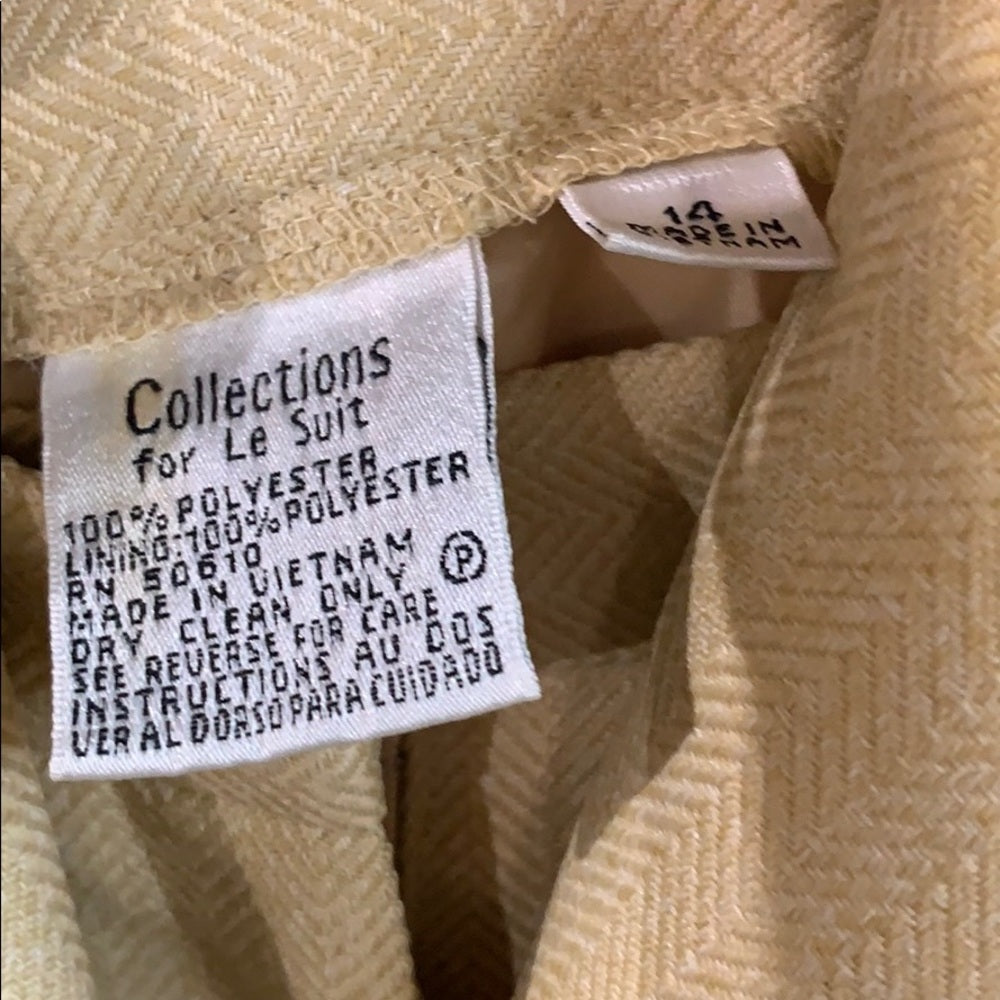 Collections
for Le Suit
100% POLYESTER
LINING:100% POLYESTER
RN 50610
MADE IN VIETNAM
DRY CLEAN ONLY
P
SEE REVERSE FOR CARE
INSTRUCTIONS AU DOS
VER AL DORSO PARA CUIDADO
14
MADE IN
VIETNAM